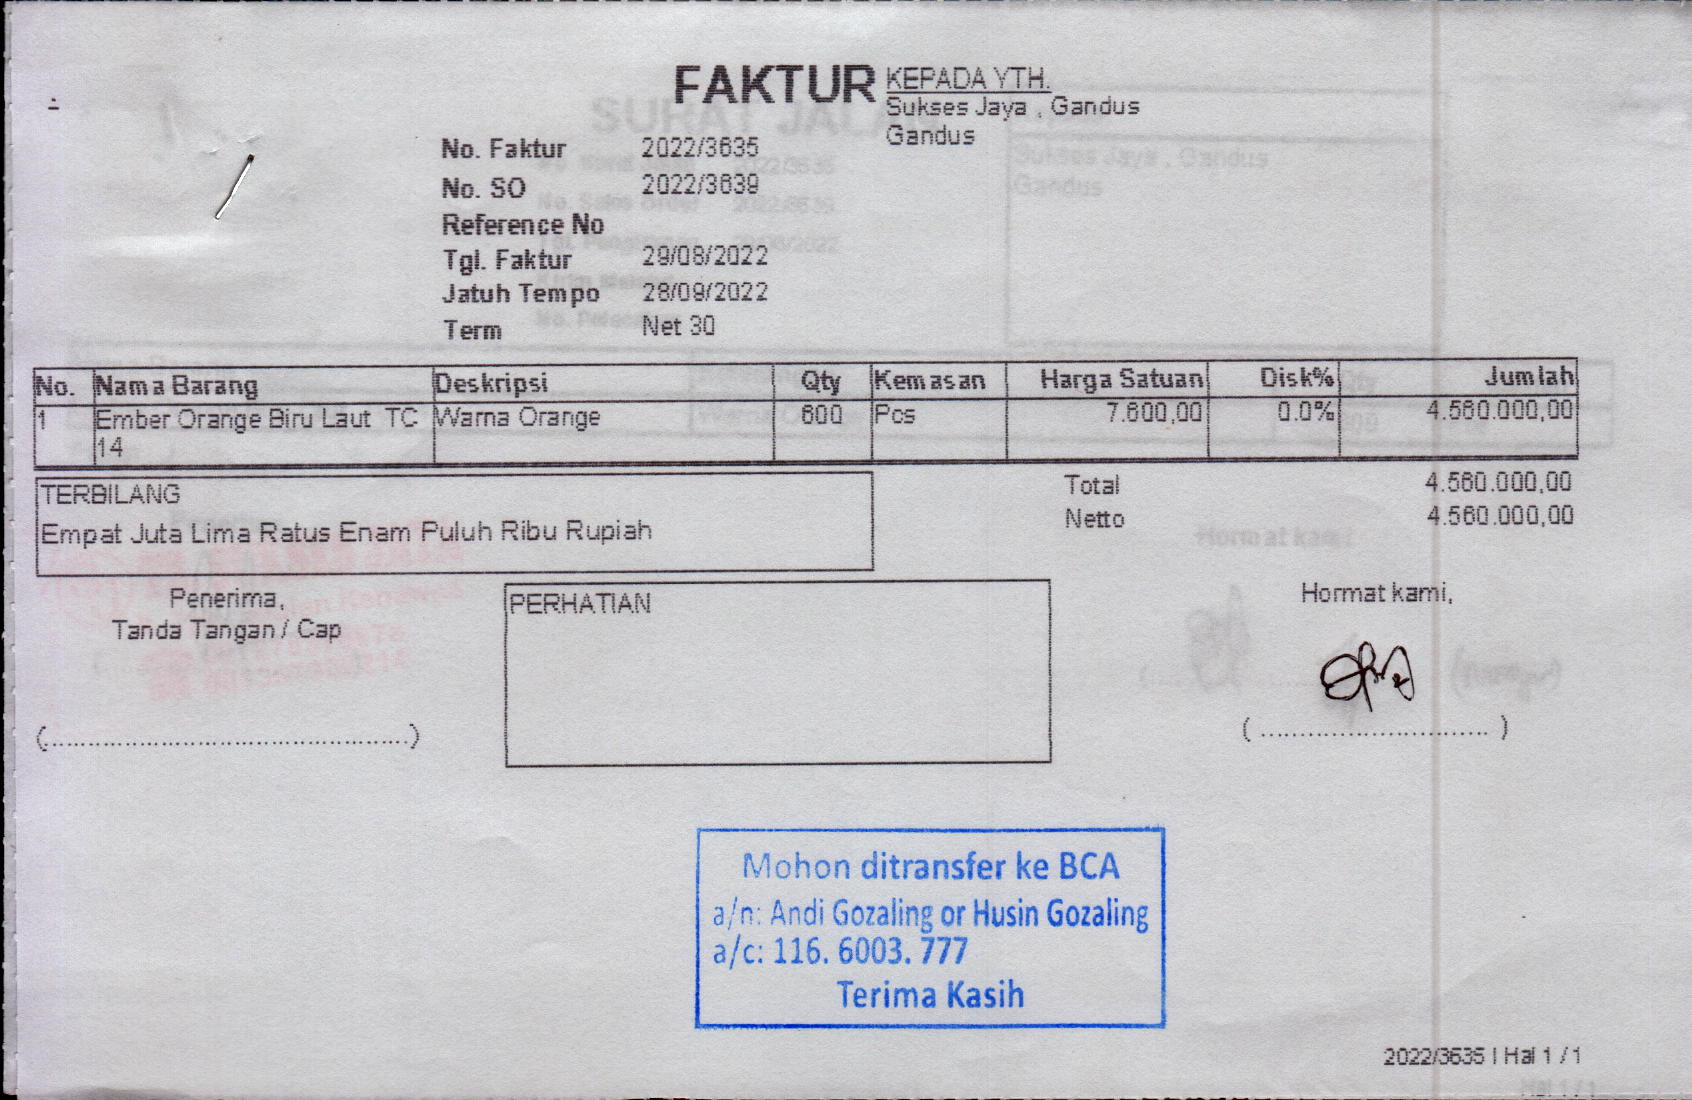 FAKTUR
KEPADA YTH.
Sukses Jaya , Gandus
Gandus
No. Faktur 2022/3635
No. SO 2022/3639
Reference No
Tgl. Faktur 29/08/2022
Jatuh Tempo 28/09/2022
Term Net 30
No. Nama Barang Deskripsi Qty Kemasan Harga Satuan Disk% Jumlah
1 Ember Orange Biru Laut TC Warna Orange 600 Pcs 7.600,00 0.0% 4.560.000,00
14
TERBILANG
Empat Juta Lima Ratus Enam Puluh Ribu Rupiah
Total 4.560.000,00
Netto 4.560.000,00
Penerima,
Tanda Tangan / Cap
(..............................................)
PERHATIAN
Hormat kami,
( ............................. )
Mohon ditransfer ke BCA
a/n: Andi Gozaling or Husin Gozaling
a/c: 116. 6003. 777
Terima Kasih
2022/3635 | Hal 1 / 1